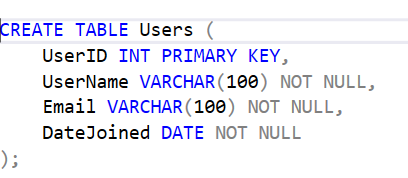 CREATE TABLE Users (
    UserID INT PRIMARY KEY,
    UserName VARCHAR(100) NOT NULL,
    Email VARCHAR(100) NOT NULL,
    DateJoined DATE NOT NULL
);